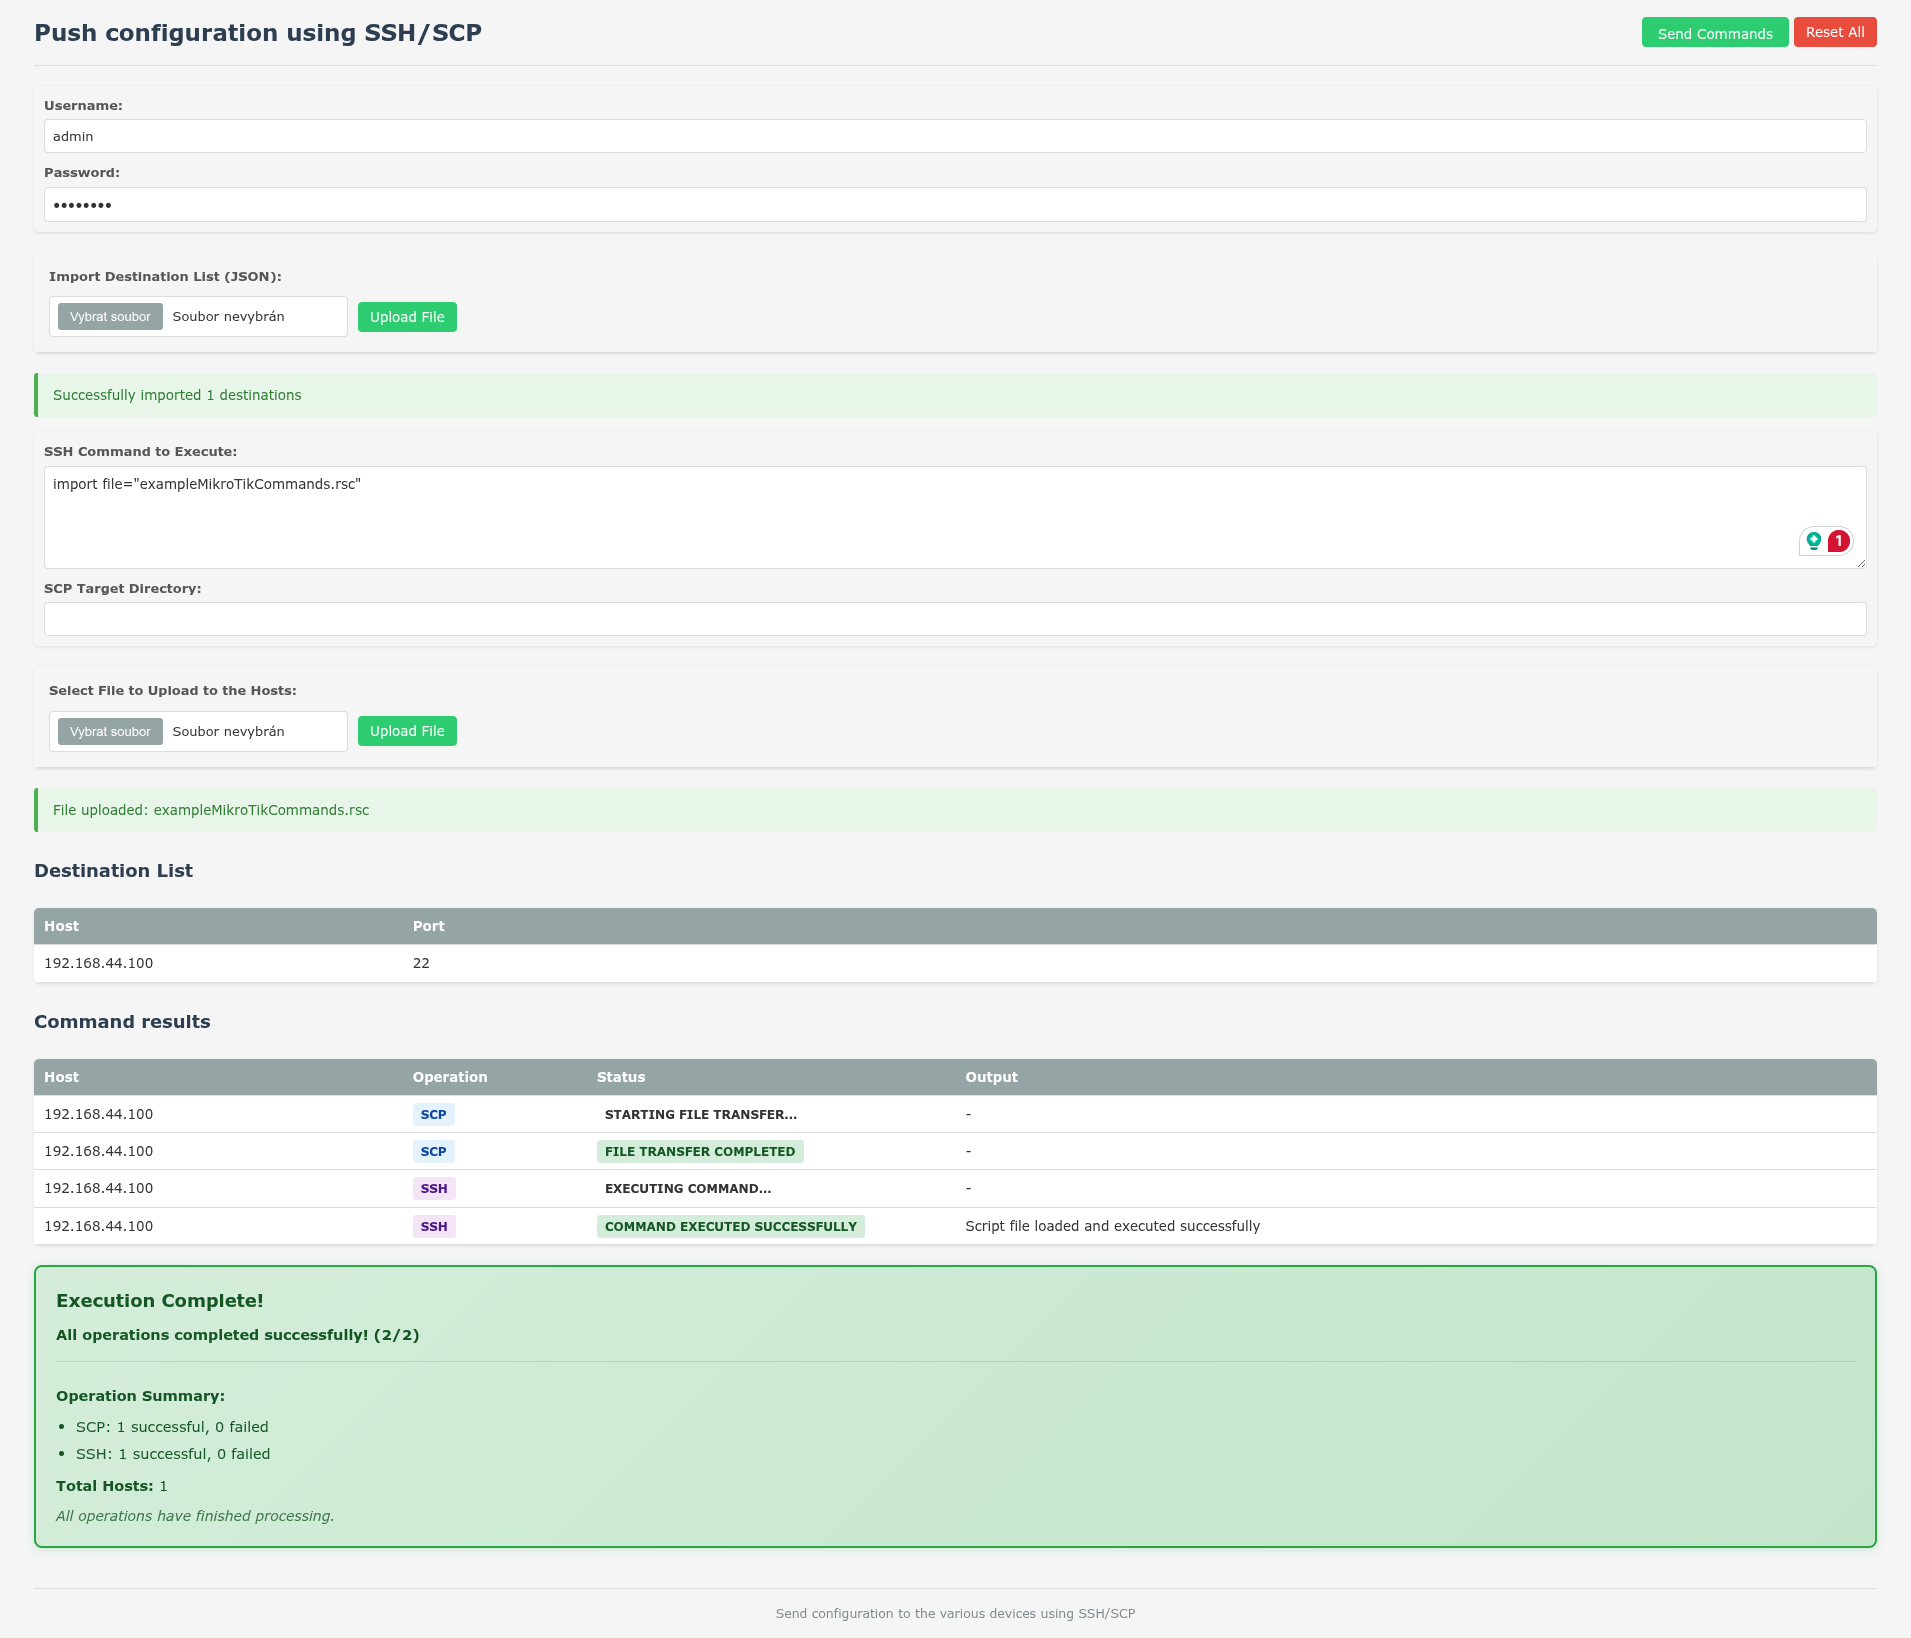 Push configuration using SSH/SCP
Send Commands
Reset All
Username:
admin
Password:
••••••••
Import Destination List (JSON):
Vybrat soubor Soubor nevybrán
Upload File
Successfully imported 1 destinations
SSH Command to Execute:
import file="exampleMikroTikCommands.rsc"
1
SCP Target Directory:
Select File to Upload to the Hosts:
Vybrat soubor Soubor nevybrán
Upload File
File uploaded: exampleMikroTikCommands.rsc
Destination List
Host Port
192.168.44.100 22
Command results
Host Operation Status Output
192.168.44.100 SCP STARTING FILE TRANSFER... -
192.168.44.100 SCP FILE TRANSFER COMPLETED -
192.168.44.100 SSH EXECUTING COMMAND... -
192.168.44.100 SSH COMMAND EXECUTED SUCCESSFULLY Script file loaded and executed successfully
Execution Complete!
All operations completed successfully! (2/2)
Operation Summary:
• SCP: 1 successful, 0 failed
• SSH: 1 successful, 0 failed
Total Hosts: 1
All operations have finished processing.
Send configuration to the various devices using SSH/SCP